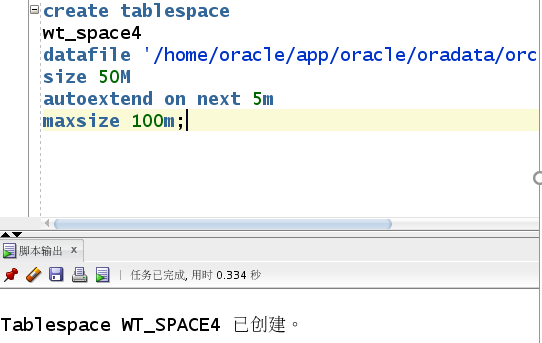 create tablespace
wt_space4
datafile '/home/oracle/app/oracle/oradata/orc
size 50M
autoextend on next 5m
maxsize 100m;
脚本输出 x
任务已完成, 用时 0.334 秒
Tablespace WT_SPACE4 已创建。